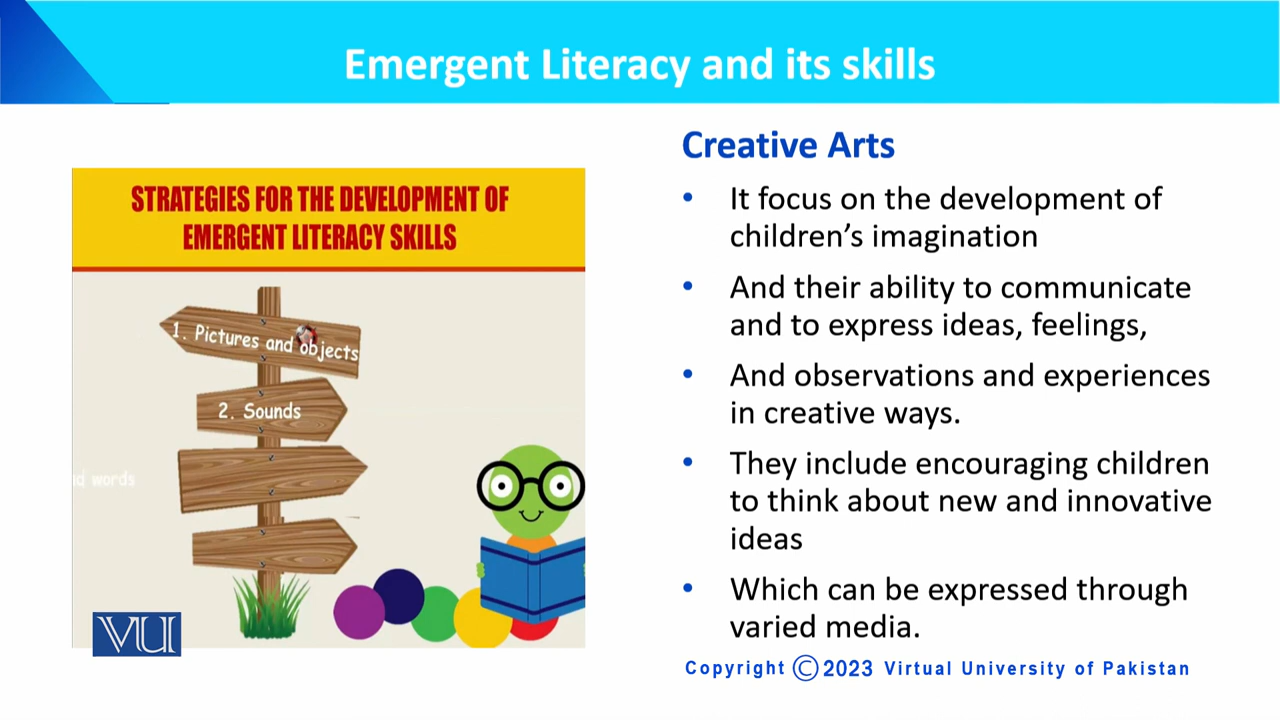 Emergent Literacy and its skills
STRATEGIES FOR THE DEVELOPMENT OF
EMERGENT LITERACY SKILLS
1. Pictures and objects
2. Sounds
words
VU
Creative Arts
• It focus on the development of
children’s imagination
• And their ability to communicate
and to express ideas, feelings,
• And observations and experiences
in creative ways.
• They include encouraging children
to think about new and innovative
ideas
• Which can be expressed through
varied media.
Copyright © 2023 Virtual University of Pakistan